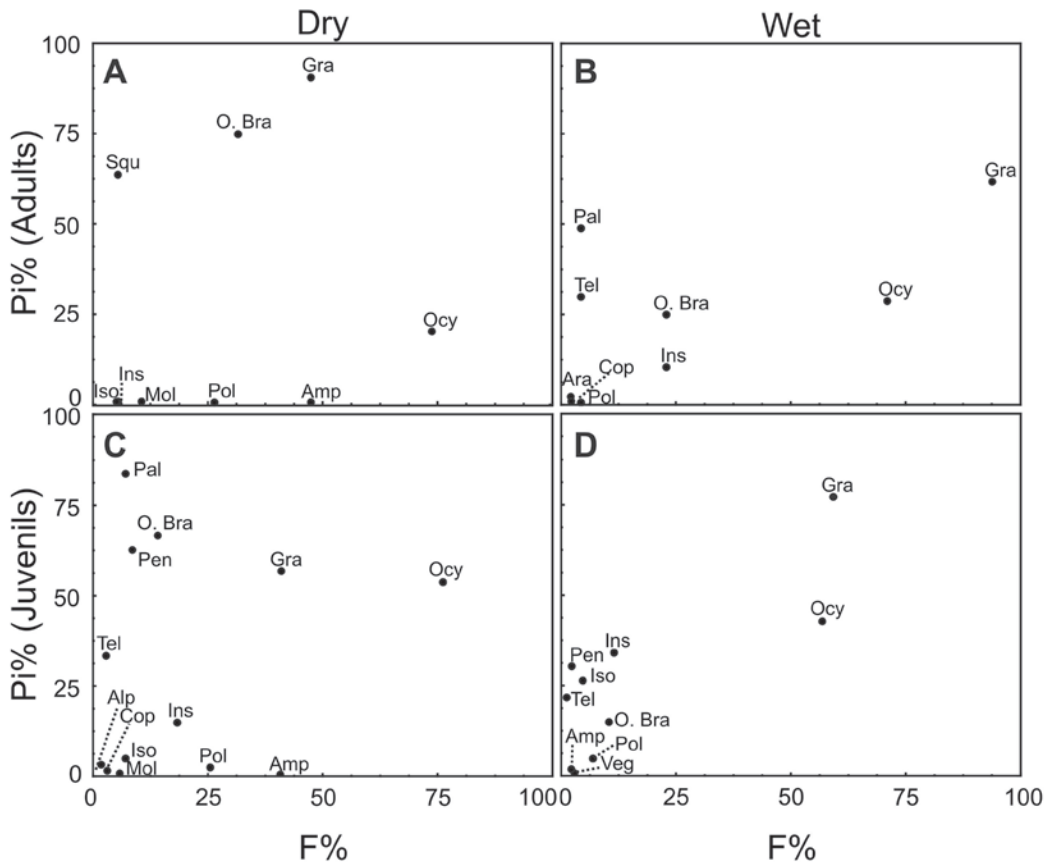 Dry Wet
100
A
Gra
O. Bra
Squ
Ocy
Ins
Iso Mol Pol Amp
75
50
25
0
Pi% (Adults)
B
Gra
Pal
Tel
O. Bra
Ocy
Ins
Cop
Ara
Pol
100
C
Pal
O. Bra
Pen
Gra
Ocy
Tel
Alp
Cop
Ins
Iso
Mol
Pol
Amp
75
50
25
0
Pi% (Juvenils)
0 25 50 75 100
F%
D
Gra
Ocy
Ins
Pen
Iso
Tel
O. Bra
Amp
Pol
Veg
0 25 50 75 100
F%